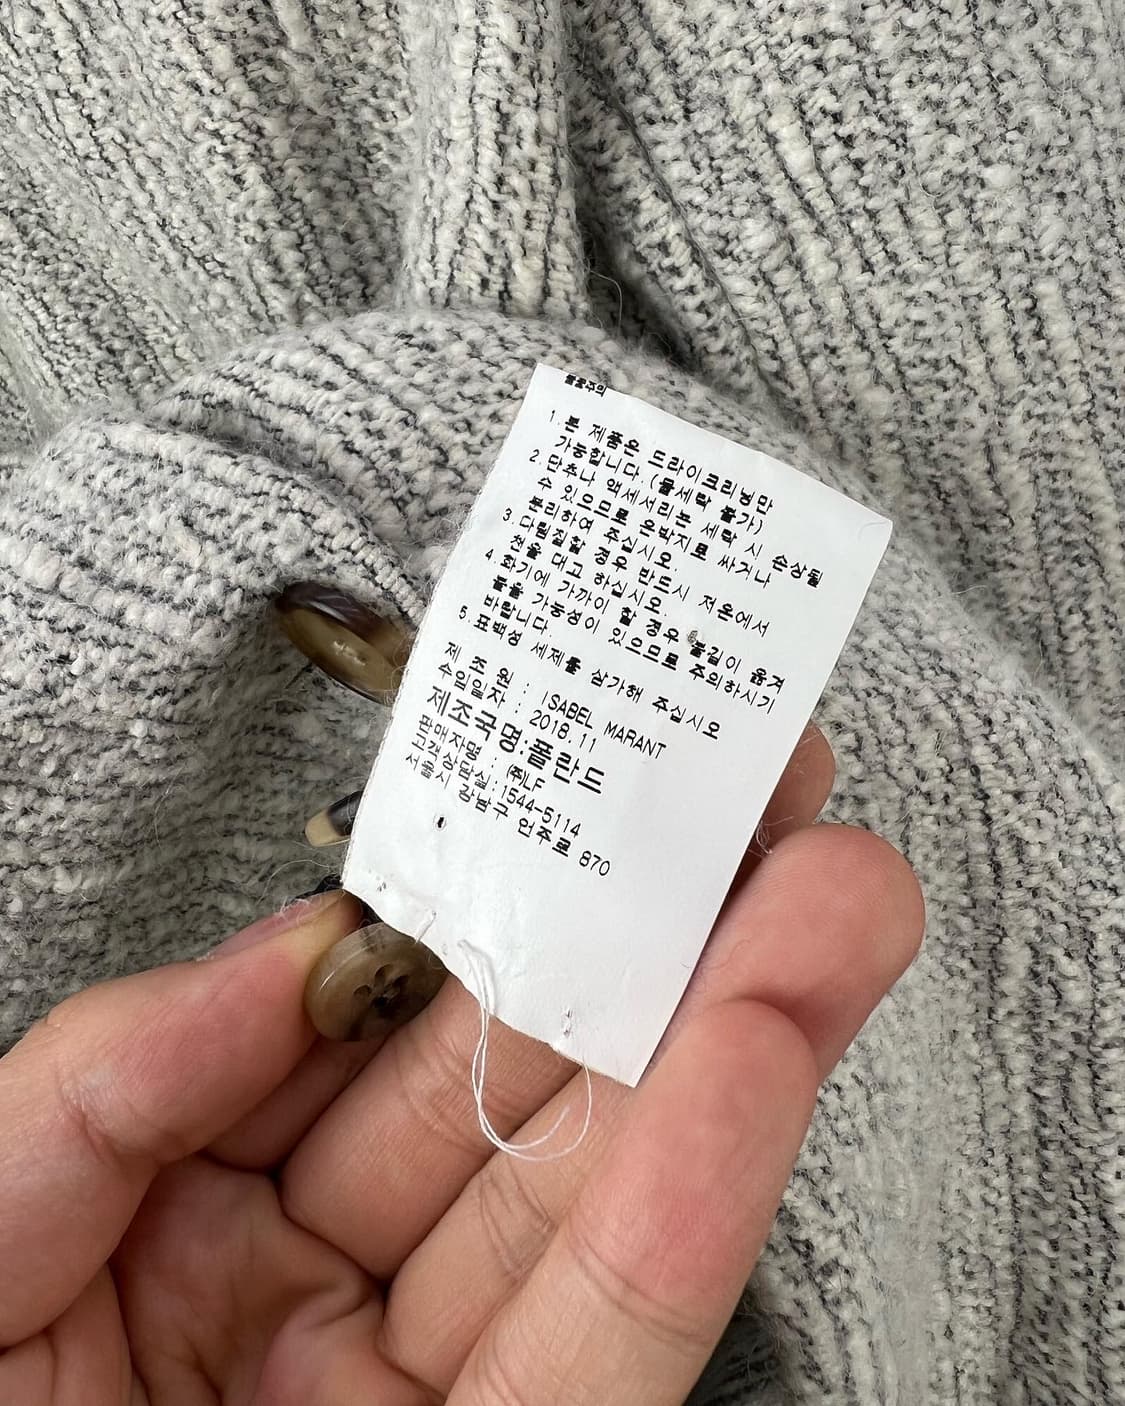 1.본 제품은 드라이크리닝만
가능합니다.(물세탁 불가)
2.단추나 액세서리는 세탁 시 손상될
수 있으므로 은박지로 싸거나
분리하여 주십시오.
3.다림질할 경우 반드시 저온에서
천을 대고 하십시오.
4.화기에 가까이 할 경우 불길이 옮겨
붙을 가능성이 있으므로 주의하시기
바랍니다.
5.표백성 세제를 삼가해 주십시오
제 조 원 : ISABEL MARANT
수입일자 : 2018.11
제조국명:폴란드
판매자명 : (주)LF
고객상담실:1544-5114
서울시 강남구 언주로 870